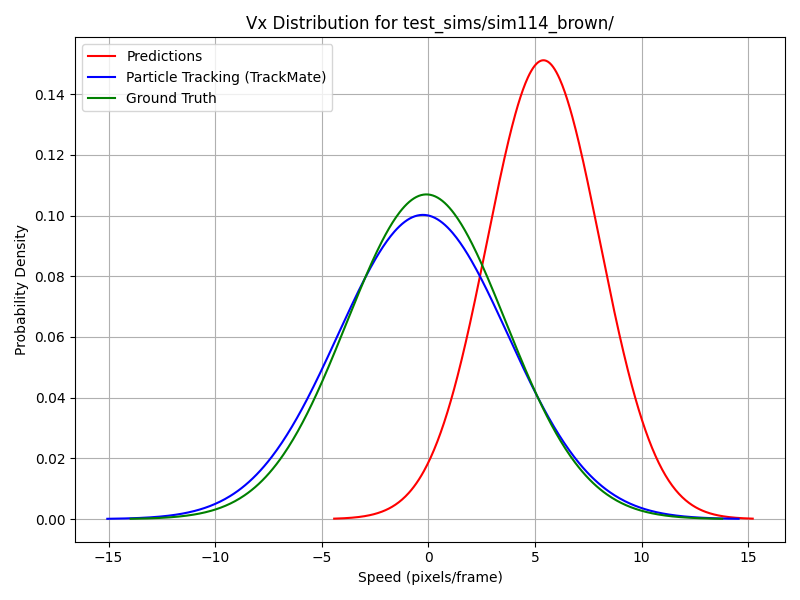 Vx Distribution for test_sims/sim114_brown/
Predictions
Particle Tracking (TrackMate)
Ground Truth
Probability Density
0.14
0.12
0.10
0.08
0.06
0.04
0.02
0.00
−15
−10
−5
0
5
10
15
Speed (pixels/frame)